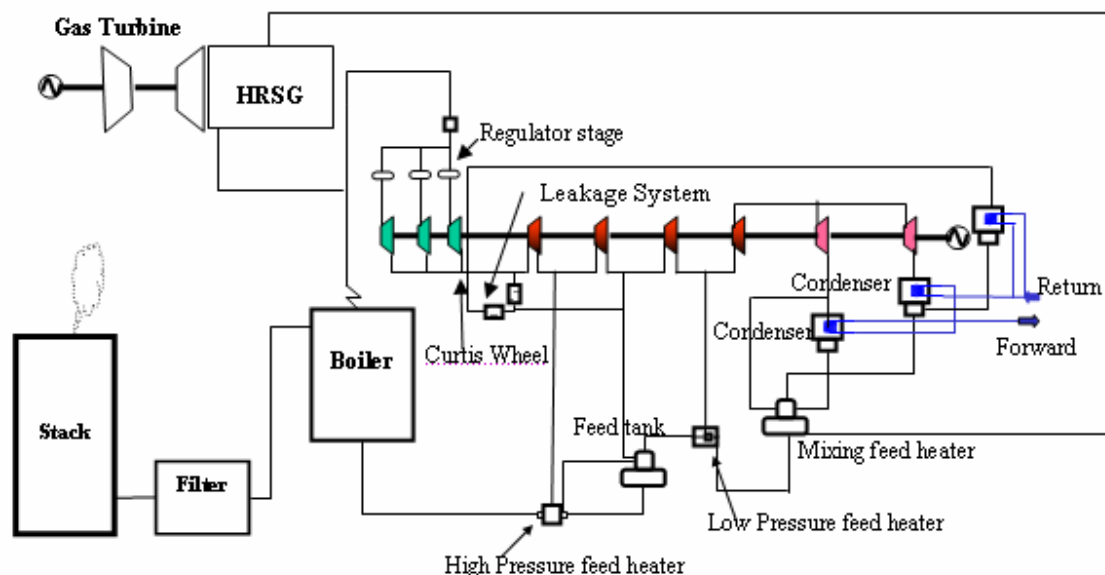 Gas Turbine
HRSG
Regulator stage
Leakage System
Condenser
Return
Condenser
Forward
Curtis Wheel
Boiler
Stack
Feed tank
Mixing feed heater
Filter
Low Pressure feed heater
High Pressure feed heater